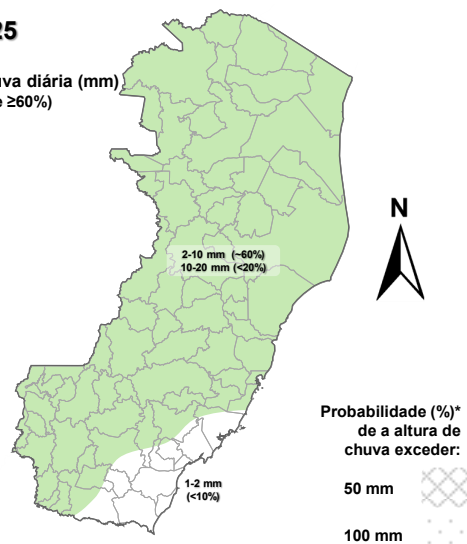 25
uva diária (mm)
e ≥60%)
N
2-10 mm (~60%)
10-20 mm (<20%)
Probabilidade (%)*
de a altura de
chuva exceder:
1-2 mm
(<10%)
50 mm
100 mm